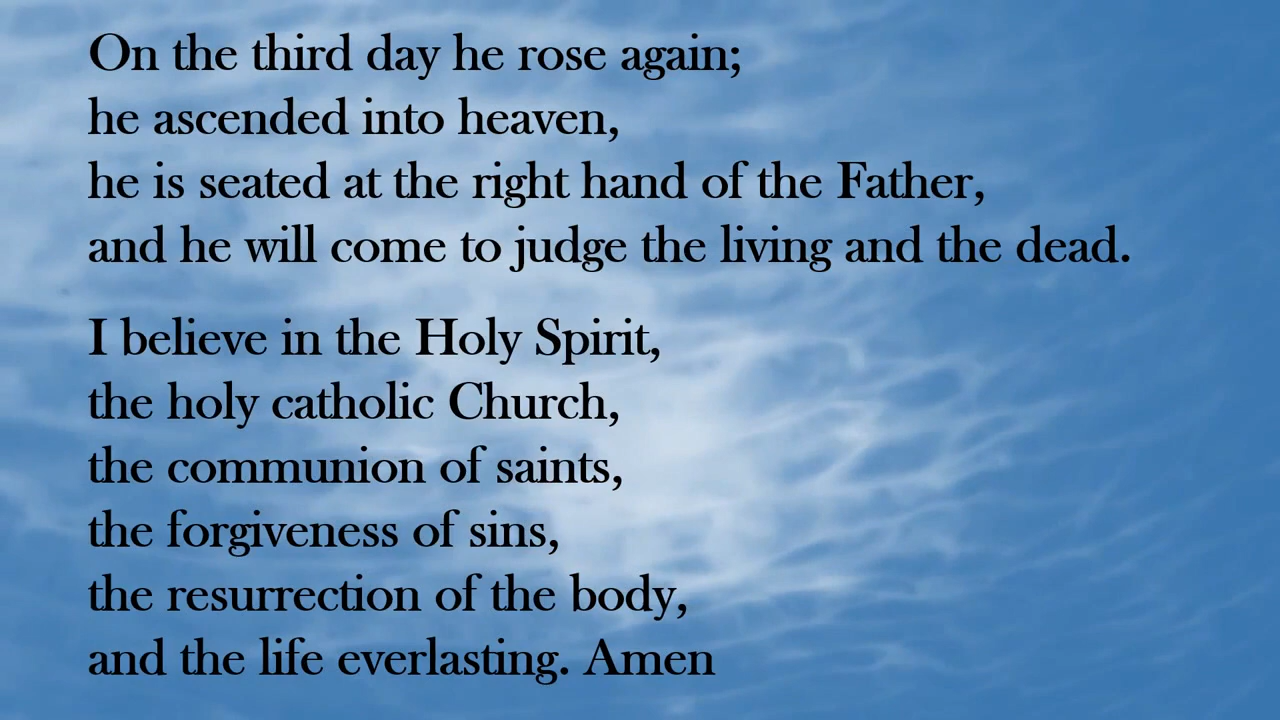 On the third day he rose again;
he ascended into heaven,
he is seated at the right hand of the Father,
and he will come to judge the living and the dead.
I believe in the Holy Spirit,
the holy catholic Church,
the communion of saints,
the forgiveness of sins,
the resurrection of the body,
and the life everlasting. Amen